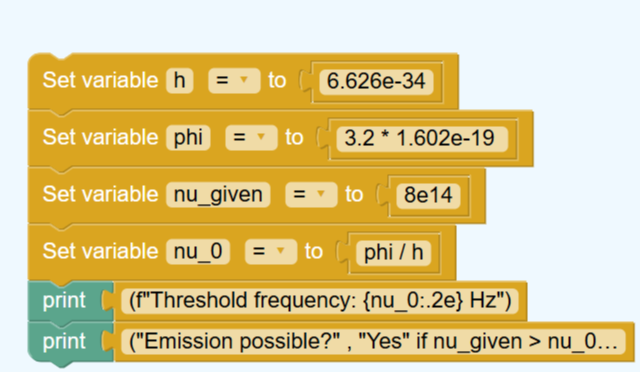 Set variable h = to 6.626e-34
Set variable phi = to 3.2 * 1.602e-19
Set variable nu_given = to 8e14
Set variable nu_0 = to phi / h
print (f"Threshold frequency: {nu_0:.2e} Hz")
print ("Emission possible?" , "Yes" if nu_given > nu_0...